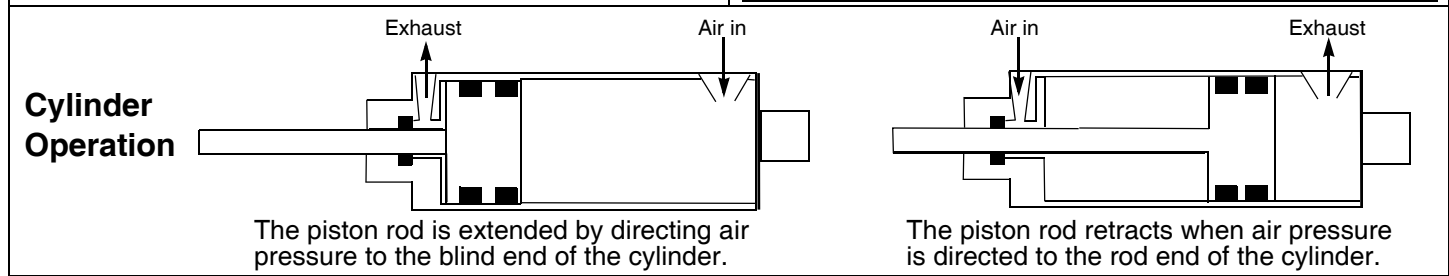 Exhaust
Air in
Air in
Exhaust
Cylinder
Operation
The piston rod is extended by directing air
pressure to the blind end of the cylinder.
The piston rod retracts when air pressure
is directed to the rod end of the cylinder.